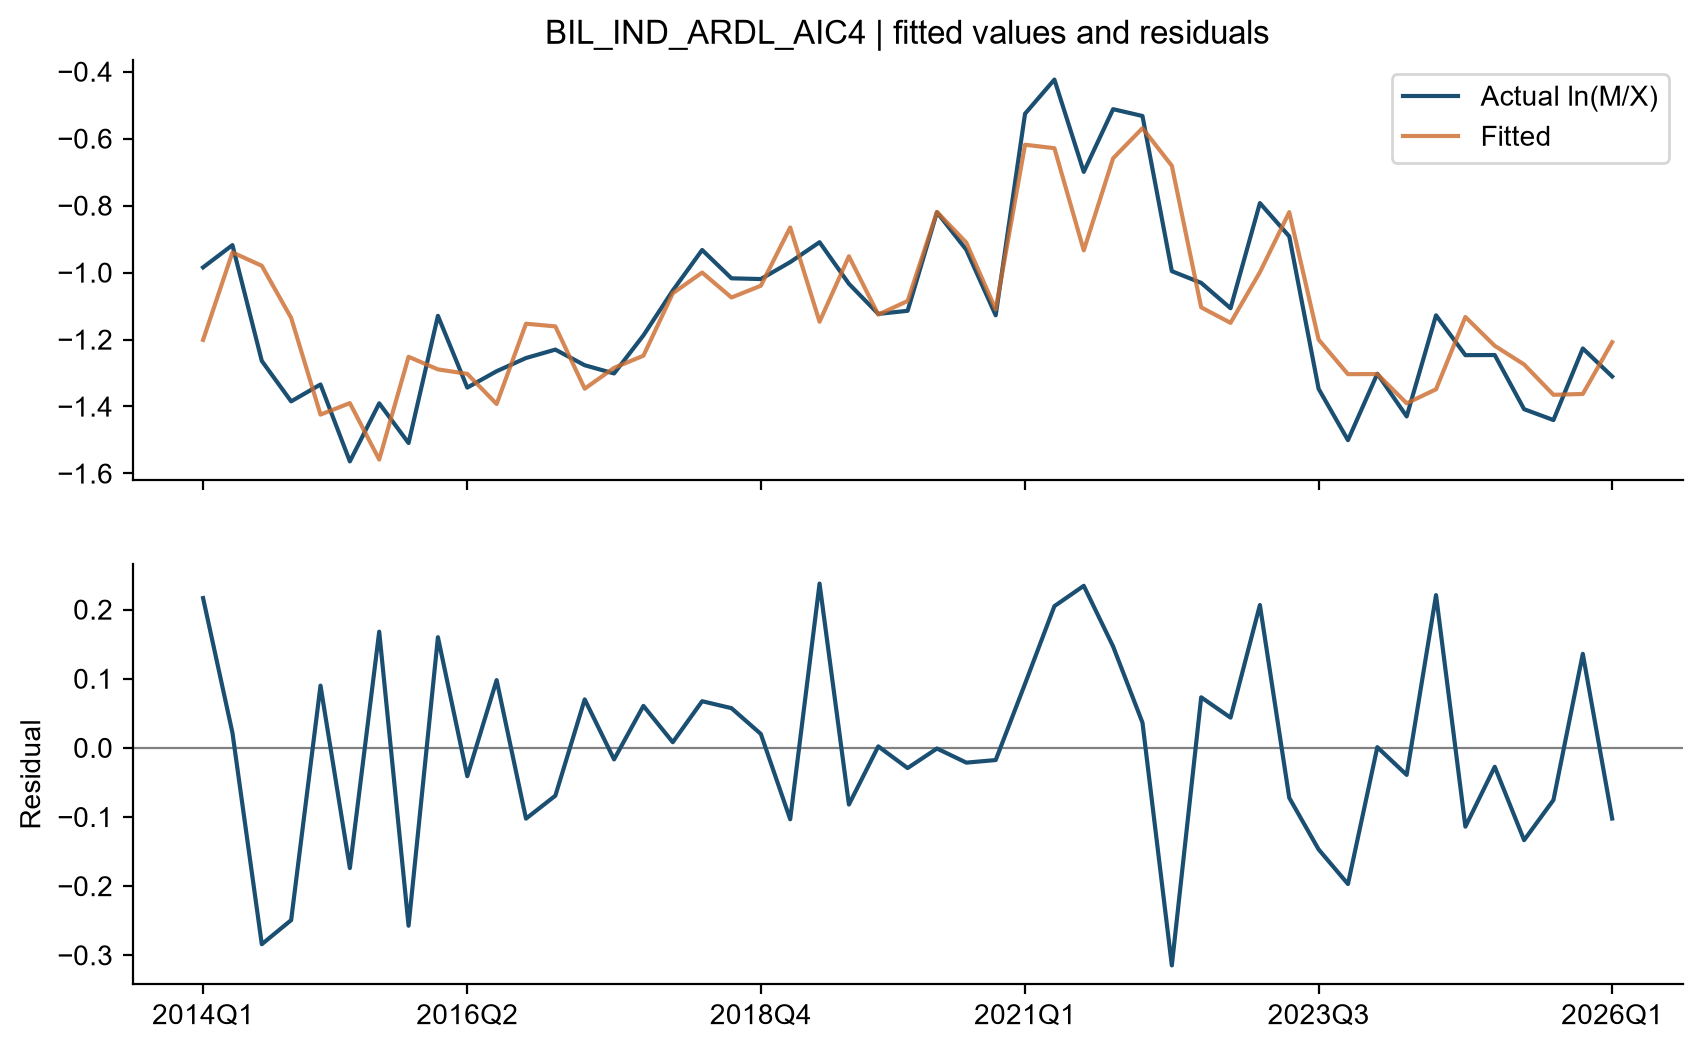 BIL_IND_ARDL_AIC4 | fitted values and residuals
Actual ln(M/X)
Fitted
−0.4
−0.6
−0.8
−1.0
−1.2
−1.4
−1.6
Residual
0.2
0.1
0.0
−0.1
−0.2
−0.3
2014Q1 2016Q2 2018Q4 2021Q1 2023Q3 2026Q1